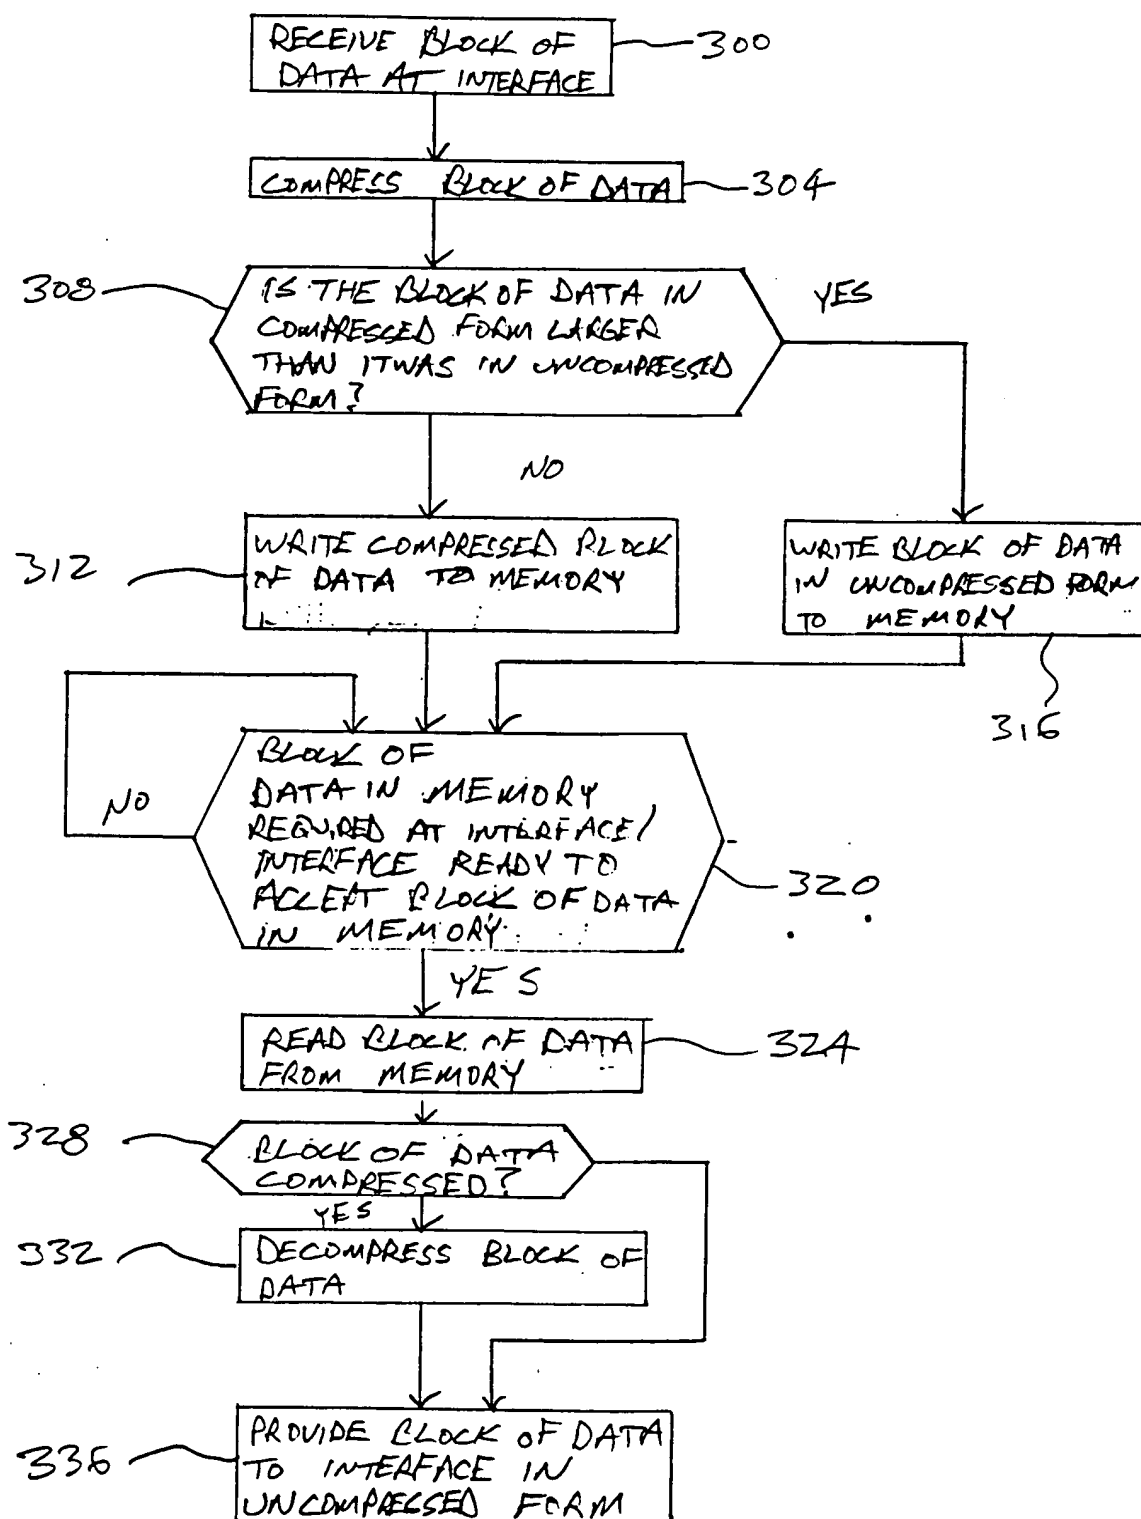 RECEIVE BLOCK OF
DATA AT INTERFACE
300
COMPRESS BLOCK OF DATA
304
308
IS THE BLOCK OF DATA IN
COMPRESSED FORM LARGER
THAN IT WAS IN UNCOMPRESSED
FORM?
YES
NO
312
WRITE COMPRESSED BLOCK
OF DATA TO MEMORY
WRITE BLOCK OF DATA
IN UNCOMPRESSED FORM
TO MEMORY
316
NO
BLOCK OF
DATA IN MEMORY
REQUIRED AT INTERFACE/
INTERFACE READY TO
ACCEPT BLOCK OF DATA
IN MEMORY
320
YES
READ BLOCK OF DATA
FROM MEMORY
324
328
BLOCK OF DATA
COMPRESSED?
YES
332
DECOMPRESS BLOCK OF
DATA
336
PROVIDE BLOCK OF DATA
TO INTERFACE IN
UNCOMPRESSED FORM